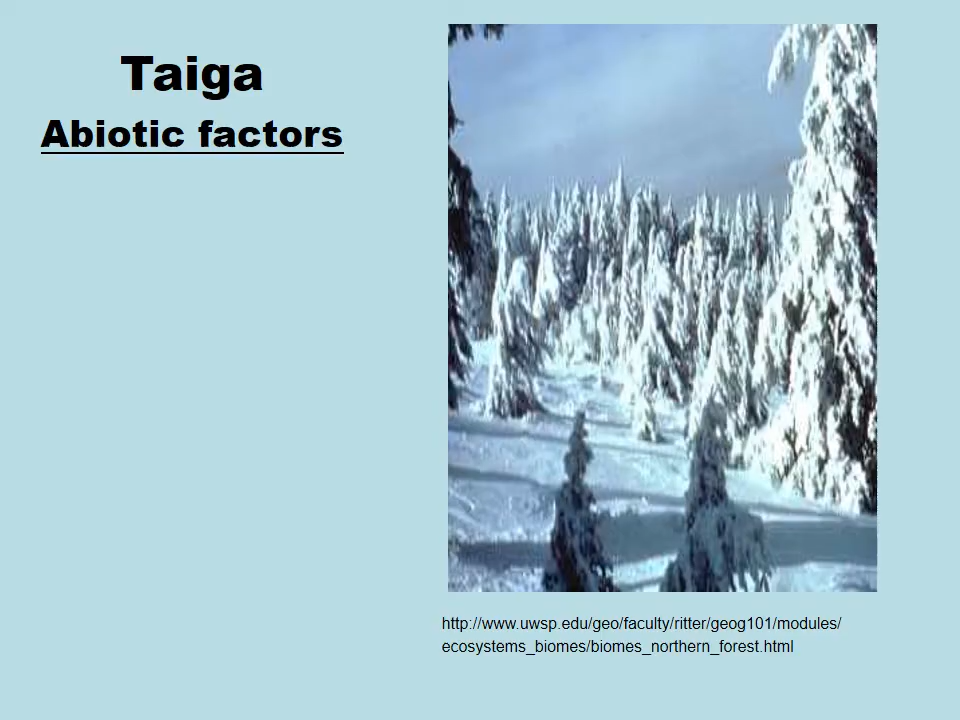 Taiga
Abiotic factors
http://www.uwsp.edu/geo/faculty/ritter/geog101/modules/
ecosystems_biomes/biomes_northern_forest.html